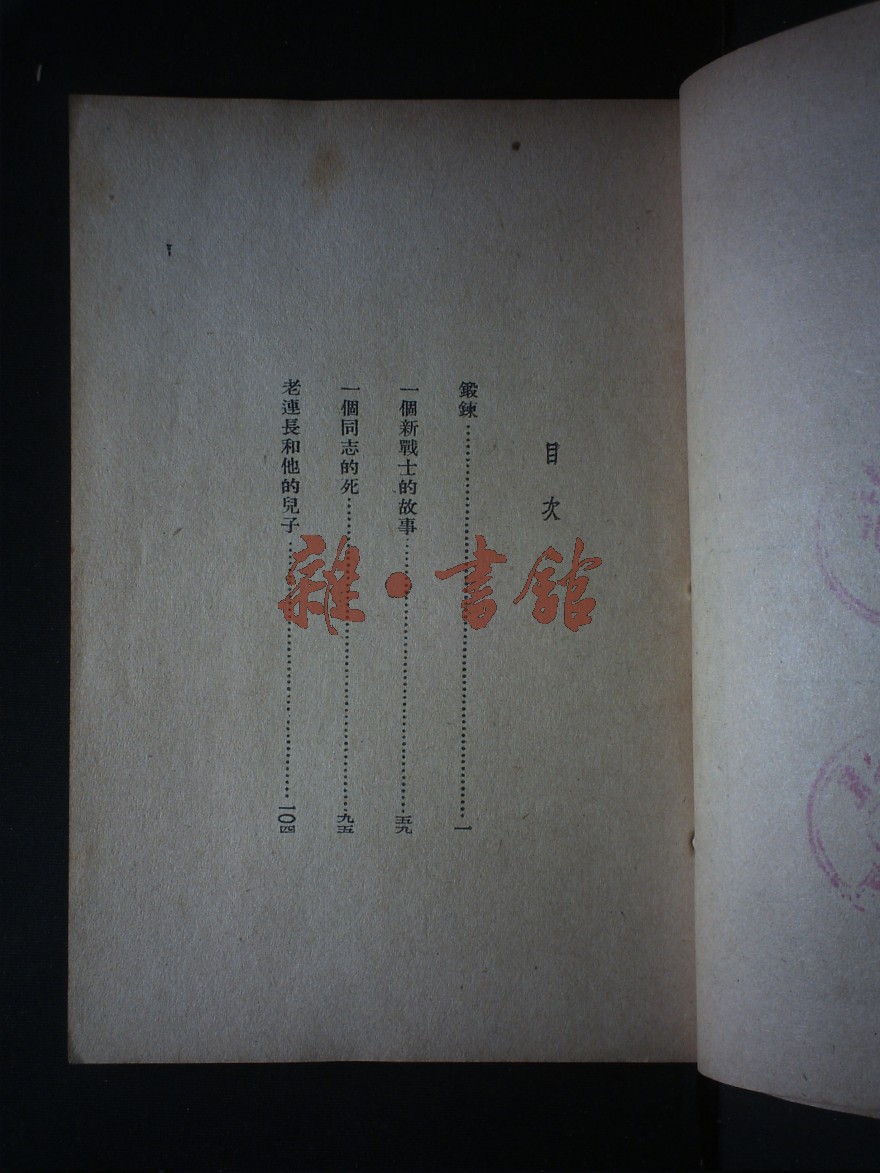 目次
鍛鍊……一
一個新戰士的故事……五九
一個同志的死……九五
老連長和他的兒子……一〇四
雜·書館